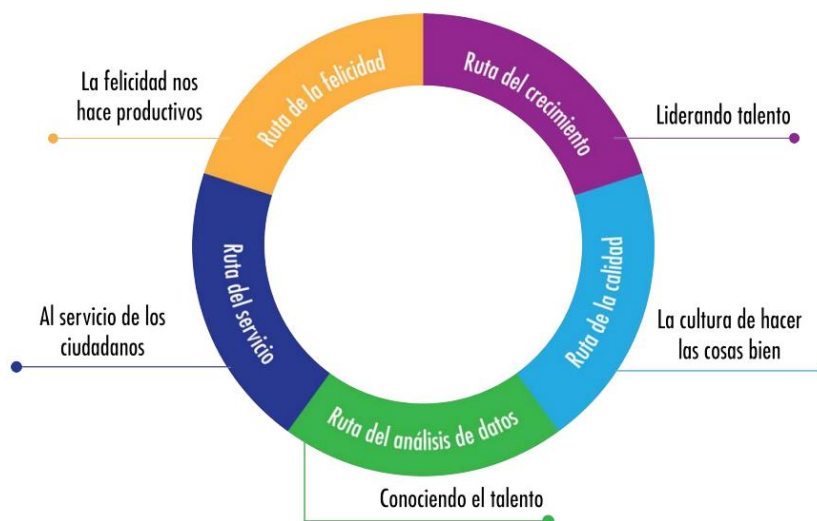 La felicidad nos
hace productivos
Ruta de la felicidad
Ruta del crecimiento
Liderando talento
Ruta de la calidad
La cultura de hacer
las cosas bien
Ruta del análisis de datos
Conociendo el talento
Ruta del servicio
Al servicio de los
ciudadanos